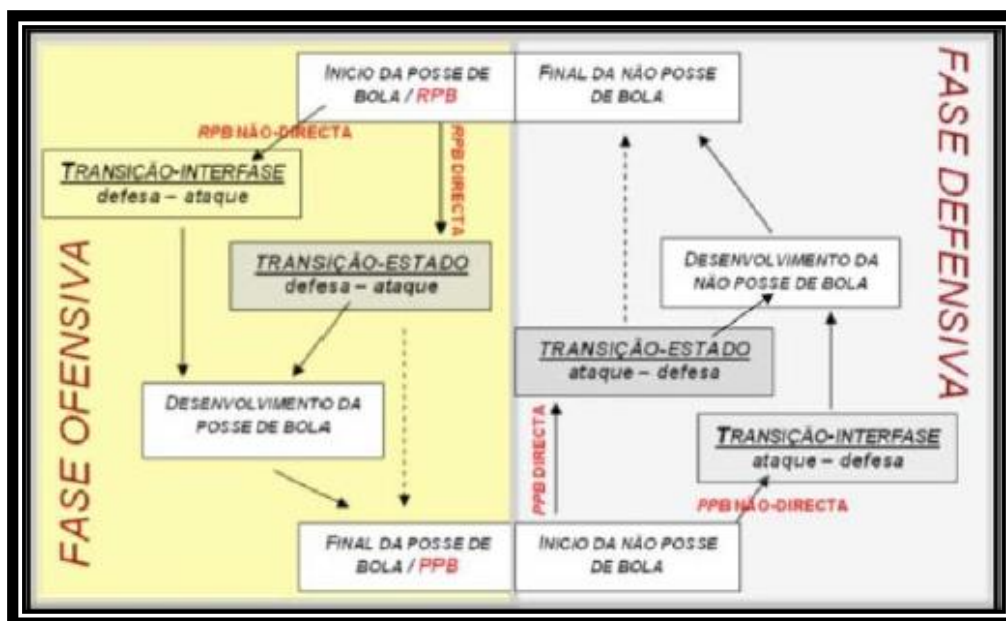 INICIO DA POSSE DE
BOLA / RPB
FINAL DA NÃO POSSE
DE BOLA
RPB NÃO-DIRECTA
RPB DIRECTA
TRANSIÇÃO-INTERFASE
defesa – ataque
TRANSIÇÃO-ESTADO
defesa – ataque
DESENVOLVIMENTO DA
POSSE DE BOLA
FINAL DA POSSE DE
BOLA / PPB
FASE OFENSIVA
FASE DEFENSIVA
DESENVOLVIMENTO DA
NÃO POSSE DE BOLA
TRANSIÇÃO-ESTADO
ataque – defesa
TRANSIÇÃO-INTERFASE
ataque – defesa
PPB DIRECTA
PPB NÃO-DIRECTA
INICIO DA NÃO POSSE
DE BOLA